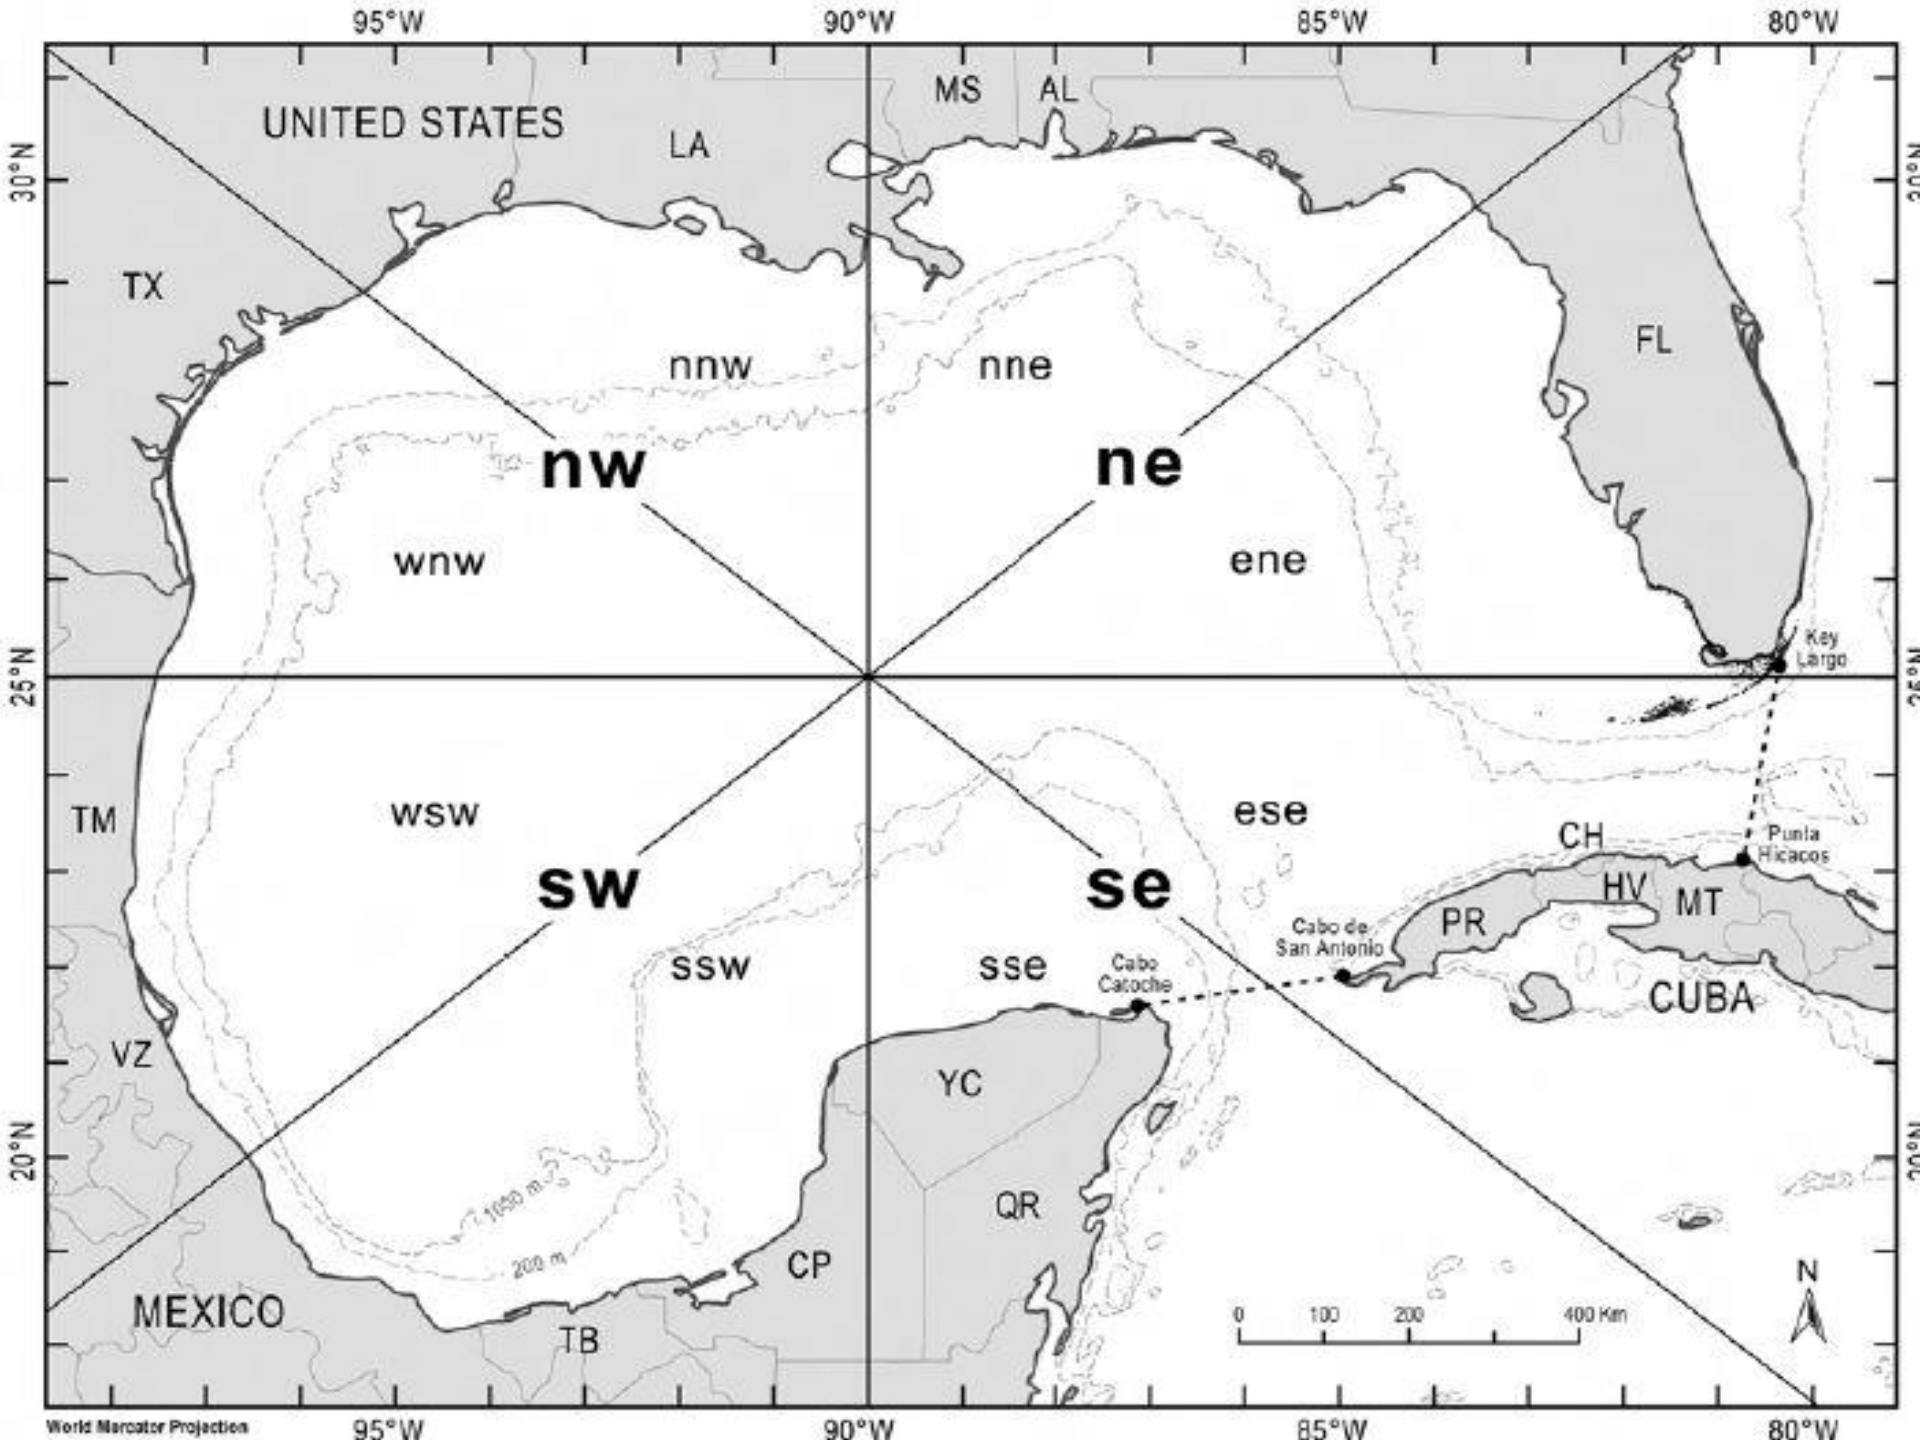 95°W 90°W 85°W 80°W
MS AL
UNITED STATES
LA
30°N 30°N
TX
FL
nnw nne
nw ne
wnw ene
Key
Largo
25°N 25°N
wsw ese
TM
CH
Punta
Hicacos
sw se
HV
MT
PR
Cabo de
San Antonio
ssw sse
Cabo
Catoche
CUBA
VZ
YC
20°N 20°N
1000 m
QR
200 m
CP
N
MEXICO
0 100 200 400 Km
TB
World Mercator Projection
95°W 90°W 85°W 80°W